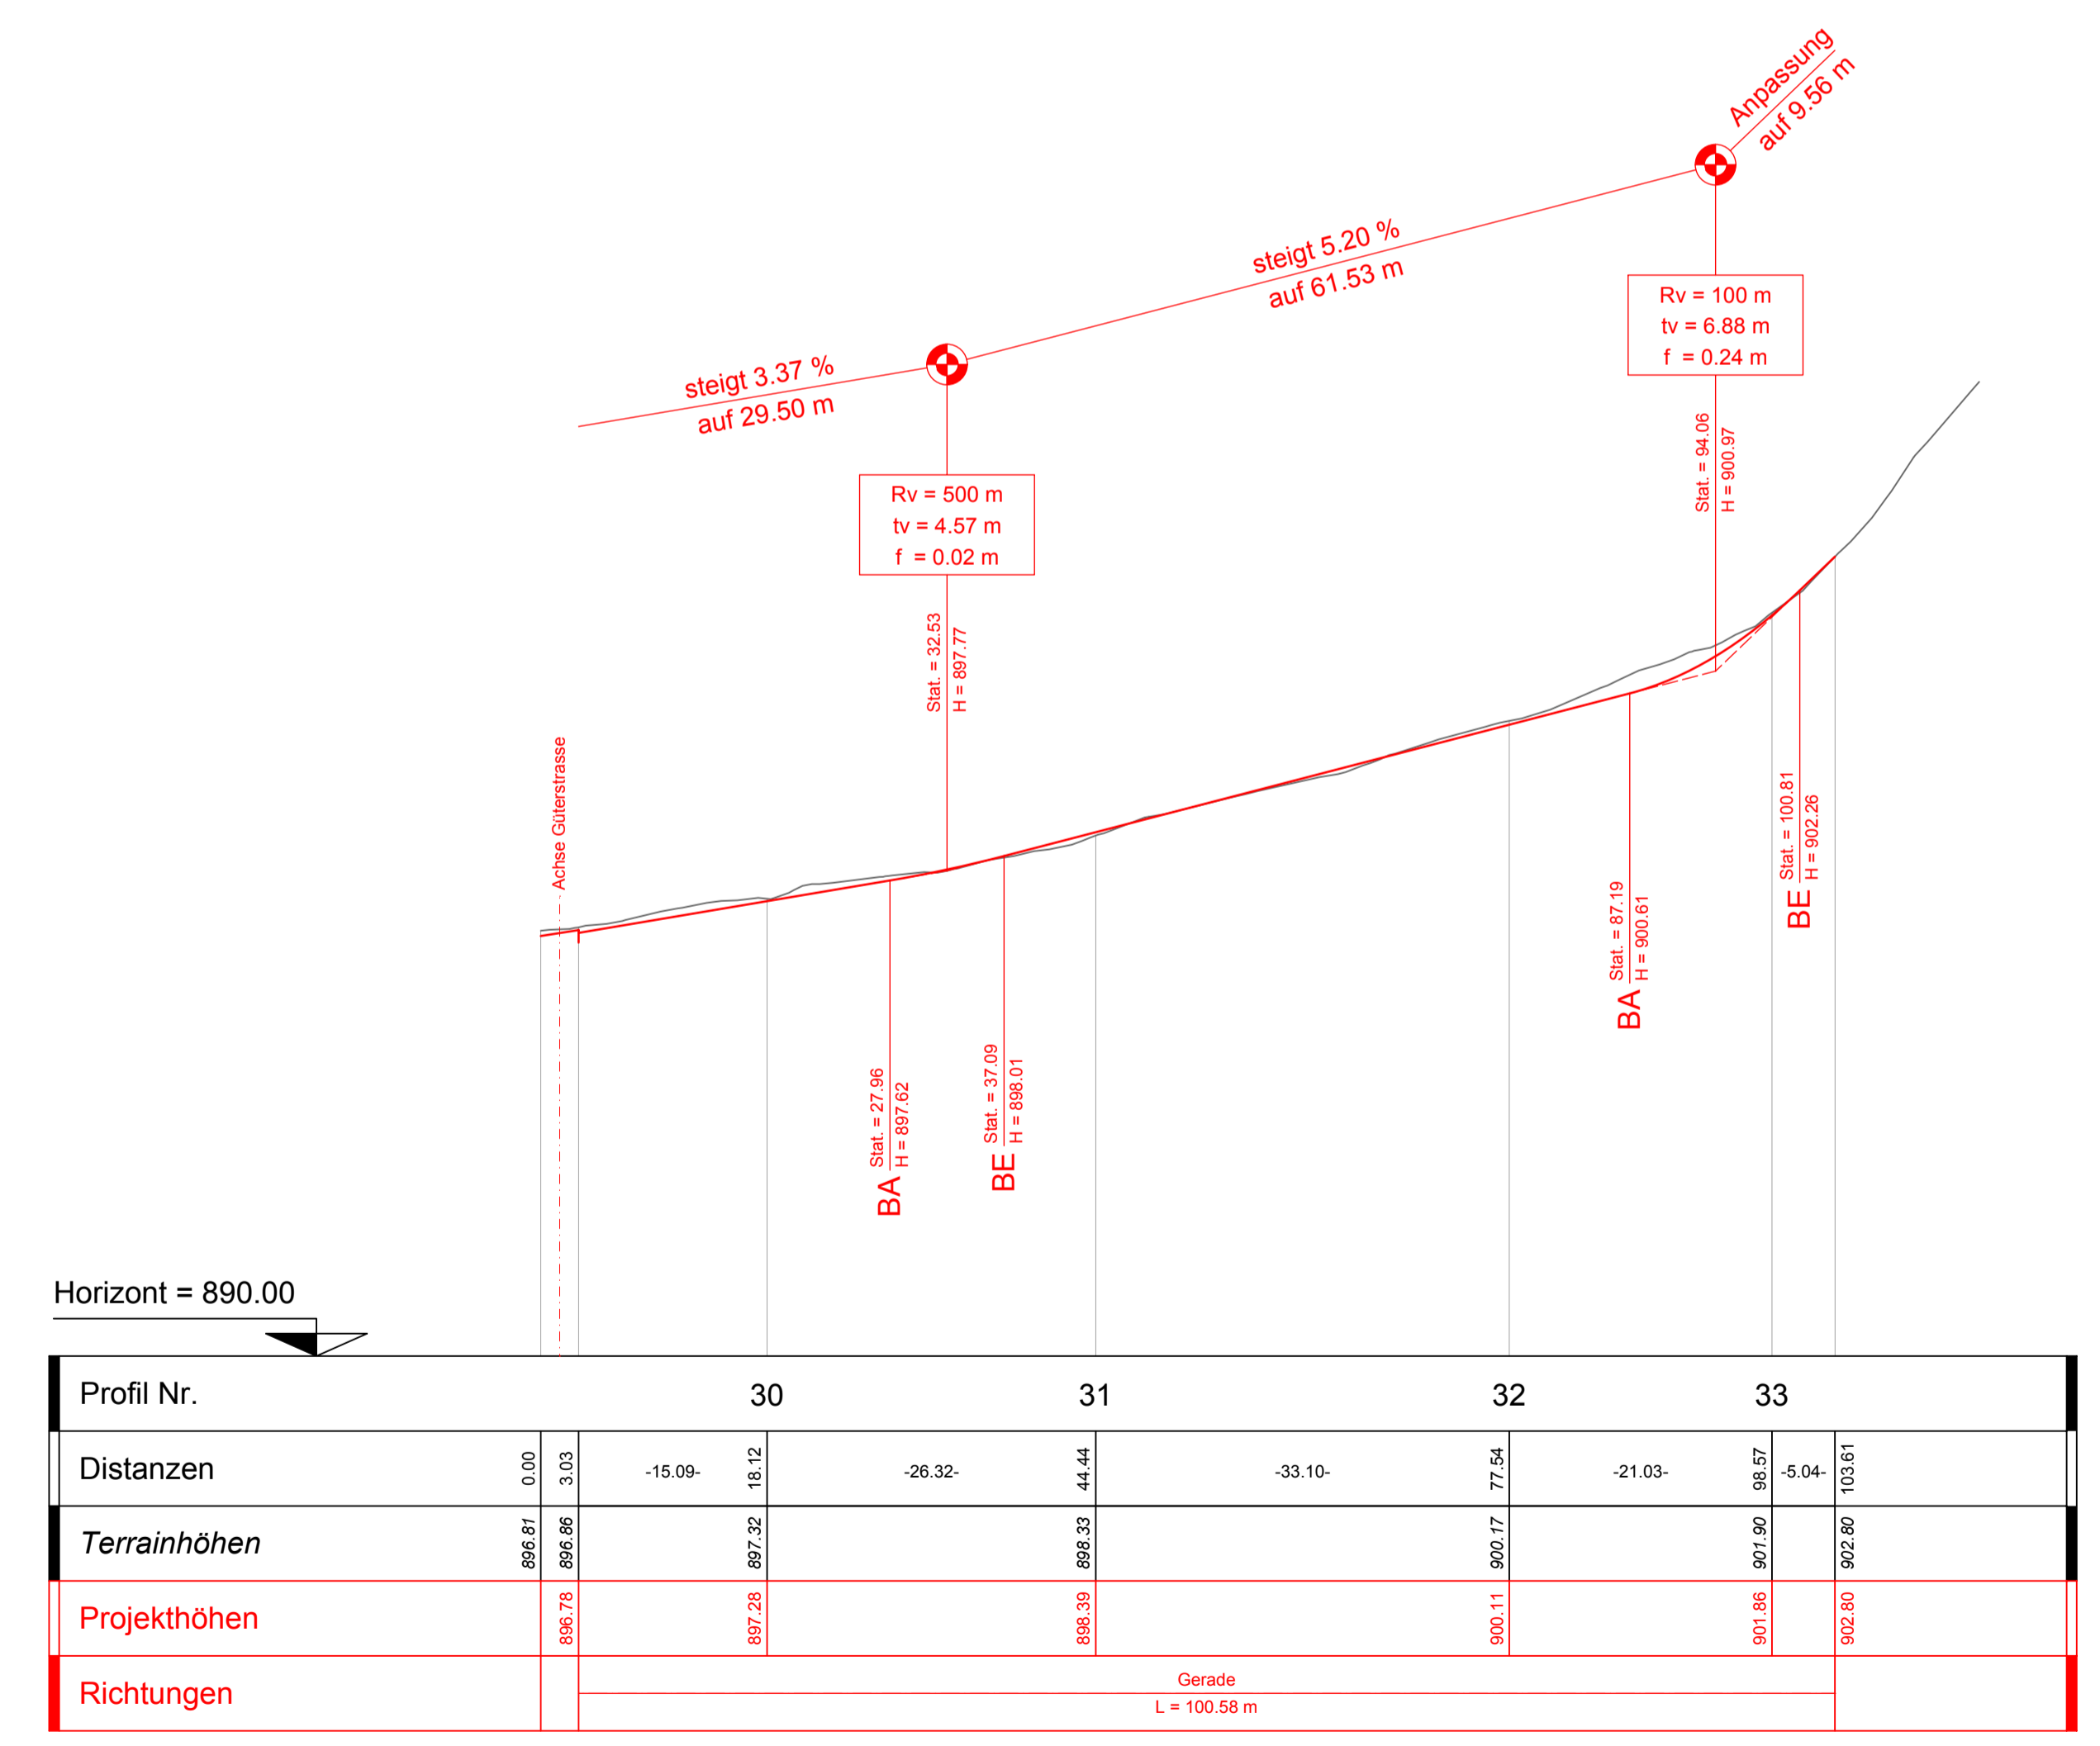 Anpassung
auf 9.56 m
steigt 5.20 %
auf 61.53 m
steigt 3.37 %
auf 29.50 m
Rv = 100 m
tv = 6.88 m
f = 0.24 m
Stat. = 94.06
H = 900.97
Rv = 500 m
tv = 4.57 m
f = 0.02 m
Stat. = 32.53
H = 897.77
Achse Güterstrasse
BA
Stat. = 27.96
H = 897.62
BE
Stat. = 37.09
H = 898.01
BA
Stat. = 87.19
H = 900.61
BE
Stat. = 100.81
H = 902.26
Horizont = 890.00
Profil Nr. 30 31 32 33
Distanzen 0.00 3.03 -15.09- 18.12 -26.32- 44.44 -33.10- 77.54 -21.03- 98.57 -5.04- 103.61
Terrainhöhen 896.81 896.86 897.32 898.33 900.17 901.90 902.80
Projekthöhen 896.78 897.28 898.39 900.11 901.86 902.80
Richtungen
Gerade
L = 100.58 m